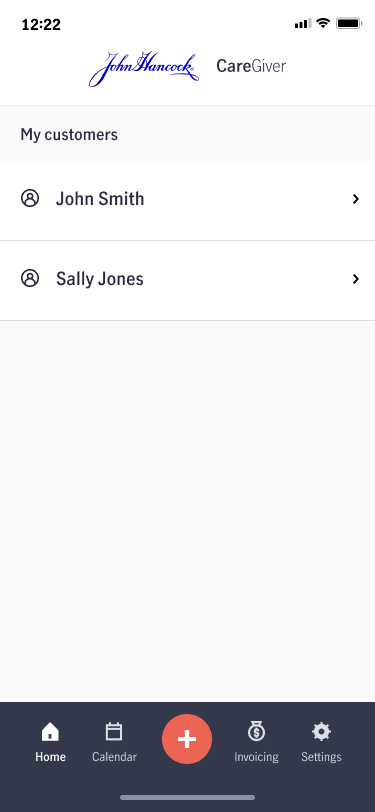 12:22
John Hancock CareGiver
My customers
John Smith
Sally Jones
Home Calendar Invoicing Settings